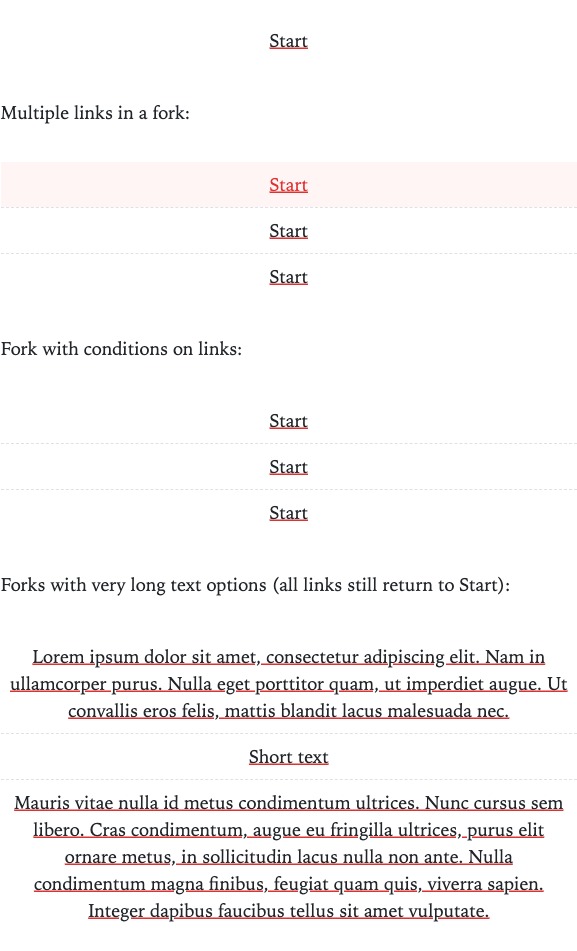 Start
Multiple links in a fork:
Start
Start
Start
Fork with conditions on links:
Start
Start
Start
Forks with very long text options (all links still return to Start):
Lorem ipsum dolor sit amet, consectetur adipiscing elit. Nam in
ullamcorper purus. Nulla eget porttitor quam, ut imperdiet augue. Ut
convallis eros felis, mattis blandit lacus malesuada nec.
Short text
Mauris vitae nulla id metus condimentum ultrices. Nunc cursus sem
libero. Cras condimentum, augue eu fringilla ultrices, purus elit
ornare metus, in sollicitudin lacus nulla non ante. Nulla
condimentum magna finibus, feugiat quam quis, viverra sapien.
Integer dapibus faucibus tellus sit amet vulputate.